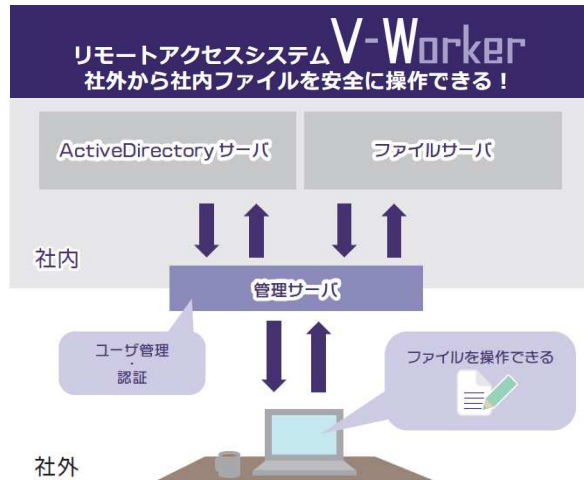 リモートアクセスシステム V-Worker
社外から社内ファイルを安全に操作できる！
ActiveDirectoryサーバ
ファイルサーバ
社内
管理サーバ
ユーザ管理
・
認証
ファイルを操作できる
社外